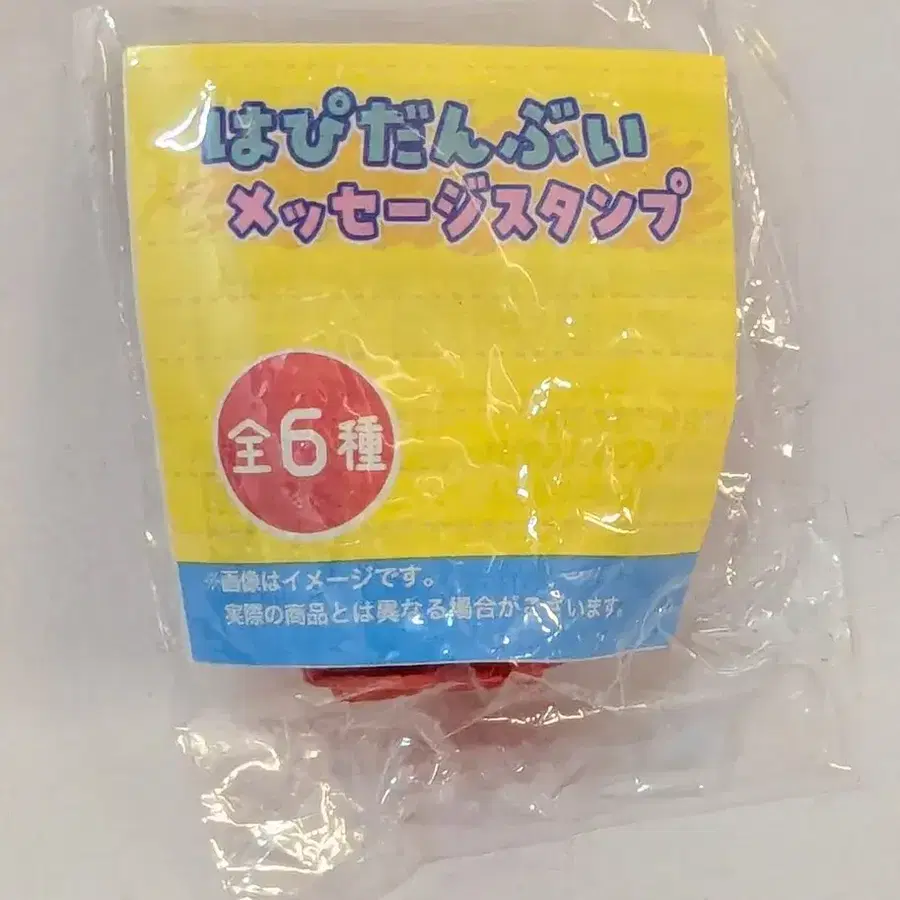 はぴだんぶい
メッセージスタンプ
全6種
※画像はイメージです。
実際の商品とは異なる場合がございます。